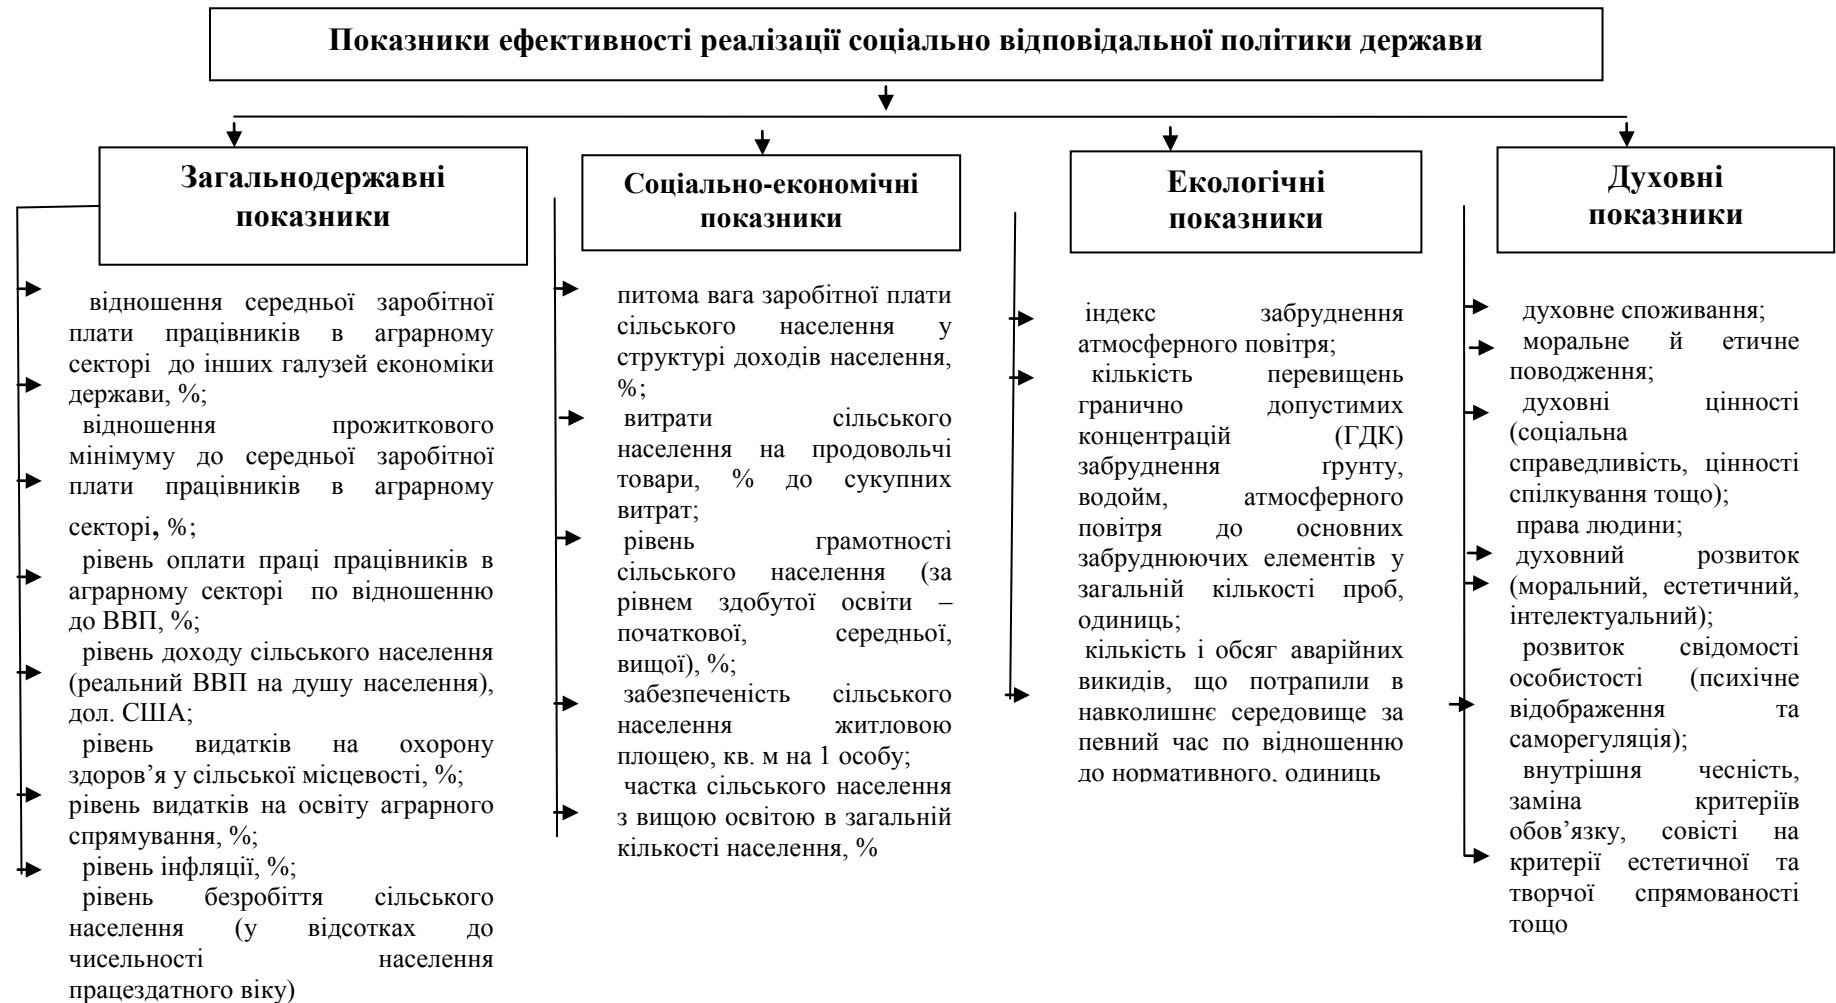 Показники ефективності реалізації соціально відповідальної політики держави
Загальнодержавні
показники
відношення середньої заробітної
плати працівників в аграрному
секторі до інших галузей економіки
держави, %;
відношення прожиткового
мінімуму до середньої заробітної
плати працівників в аграрному
секторі, %;
рівень оплати праці працівників в
аграрному секторі по відношенню
до ВВП, %;
рівень доходу сільського населення
(реальний ВВП на душу населення),
дол. США;
рівень видатків на охорону
здоров’я у сільської місцевості, %;
рівень видатків на освіту аграрного
спрямування, %;
рівень інфляції, %;
рівень безробіття сільського
населення (у відсотках до
чисельності населення
працездатного віку)
Соціально-економічні
показники
питома вага заробітної плати
сільського населення у
структурі доходів населення,
%;
витрати сільського
населення на продовольчі
товари, % до сукупних
витрат;
рівень грамотності
сільського населення (за
рівнем здобутої освіти –
початкової, середньої,
вищої), %;
забезпеченість сільського
населення житловою
площею, кв. м на 1 особу;
частка сільського населення
з вищою освітою в загальній
кількості населення, %
Екологічні
показники
індекс забруднення
атмосферного повітря;
кількість перевищень
гранично допустимих
концентрацій (ГДК)
забруднення ґрунту,
водойм, атмосферного
повітря до основних
забруднюючих елементів у
загальній кількості проб,
одиниць;
кількість і обсяг аварійних
викидів, що потрапили в
навколишнє середовище за
певний час по відношенню
до нормативного, одиниць
Духовні
показники
духовне споживання;
моральне й етичне
поводження;
духовні цінності
(соціальна
справедливість, цінності
спілкування тощо);
права людини;
духовний розвиток
(моральний, естетичний,
інтелектуальний);
розвиток свідомості
особистості (психічне
відображення та
саморегуляція);
внутрішня чесність,
заміна критеріїв
обов’язку, совісті на
критерії естетичної та
творчої спрямованості
тощо